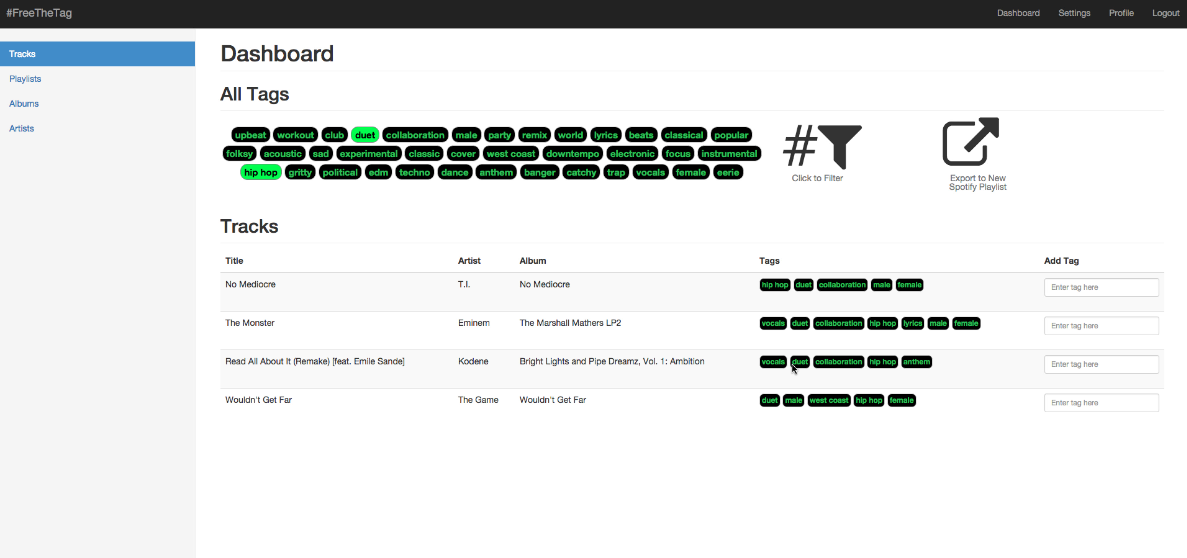 #FreeTheTag
Dashboard Settings Profile Logout
Tracks
Playlists
Albums
Artists
Dashboard
All Tags
upbeat workout club duet collaboration male party remix world lyrics beats classical popular
folksy acoustic sad experimental classic cover west coast downtempo electronic focus instrumental
hip hop gritty political edm techno dance anthem banger catchy trap vocals female eerie
Click to Filter
Export to New
Spotify Playlist
Tracks
Title Artist Album Tags Add Tag
No Mediocre T.I. No Mediocre hip hop duet collaboration male female Enter tag here
The Monster Eminem The Marshall Mathers LP2 vocals duet collaboration hip hop lyrics male female Enter tag here
Read All About It (Remake) [feat. Emile Sande] Kodene Bright Lights and Pipe Dreamz, Vol. 1: Ambition vocals duet collaboration hip hop anthem Enter tag here
Wouldn't Get Far The Game Wouldn't Get Far duet male west coast hip hop female Enter tag here